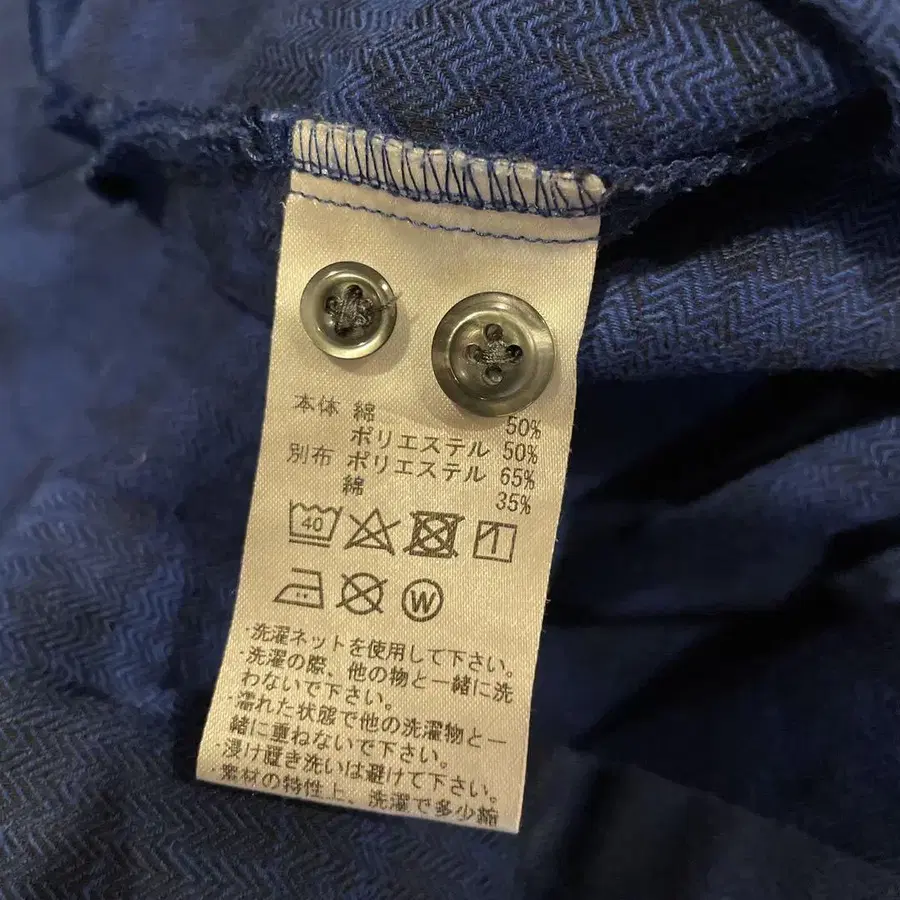 本体 綿 50%
ポリエステル 50%
別布 ポリエステル 65%
綿 35%
40
W
・洗濯ネットを使用して下さい。
・洗濯の際、他の物と一緒に洗
わないで下さい。
・濡れた状態で他の洗濯物と一
緒に重ねないで下さい。
・浸け置き洗いは避けて下さい。
・素材の特性上、洗濯で多少縮